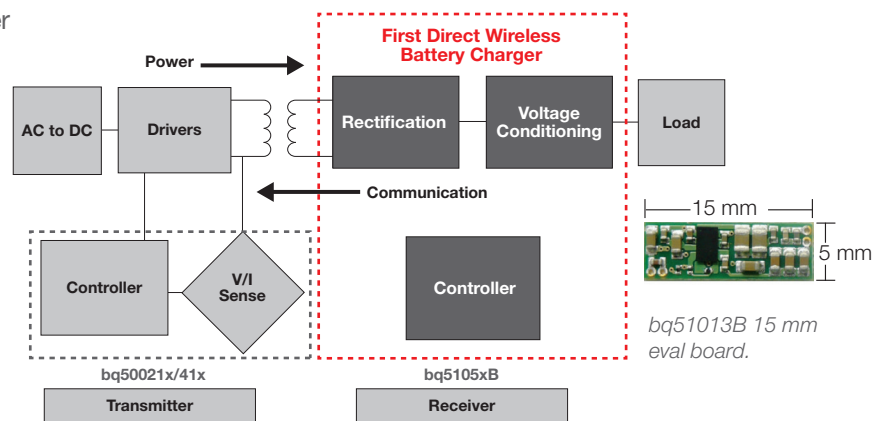 er
First Direct Wireless
Battery Charger
Power
AC to DC
Drivers
Rectification
Voltage
Conditioning
Load
Communication
15 mm
5 mm
Controller
V/I
Sense
Controller
bq51013B 15 mm
eval board.
bq50021x/41x
bq5105xB
Transmitter
Receiver